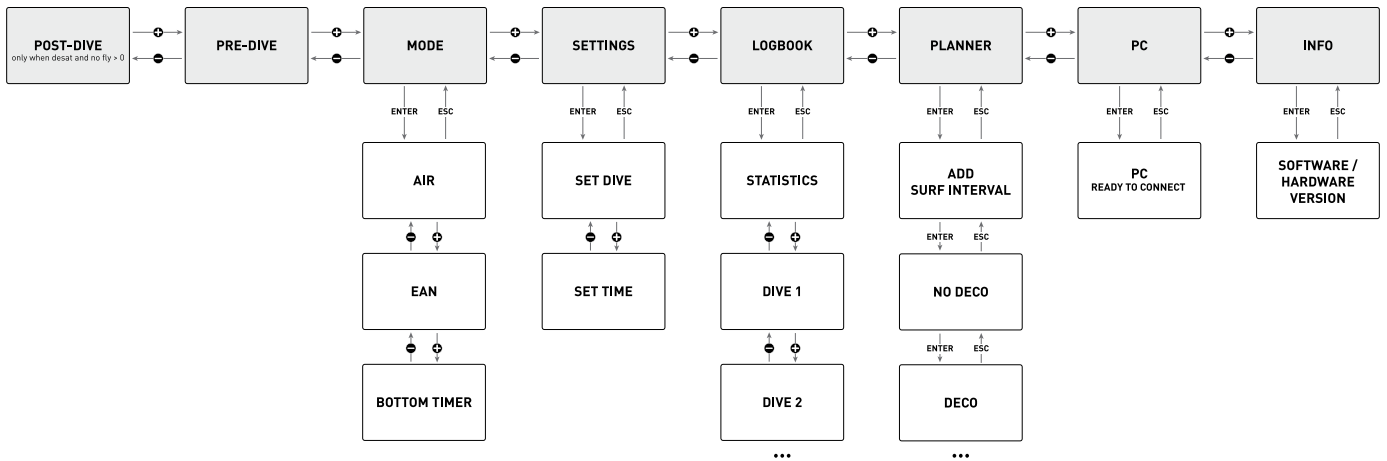 POST-DIVE
only when desat and no fly > 0
PRE-DIVE
MODE
SETTINGS
LOGBOOK
PLANNER
PC
INFO
+ + + + + + +
− − − − − − −
ENTER ESC ENTER ESC ENTER ESC ENTER ESC ENTER ESC ENTER ESC
AIR
SET DIVE
STATISTICS
ADD
SURF INTERVAL
PC
READY TO CONNECT
SOFTWARE /
HARDWARE
VERSION
− + − + − + ENTER ESC
EAN
SET TIME
DIVE 1
NO DECO
− + − + ENTER ESC
BOTTOM TIMER
DIVE 2
DECO
... ...